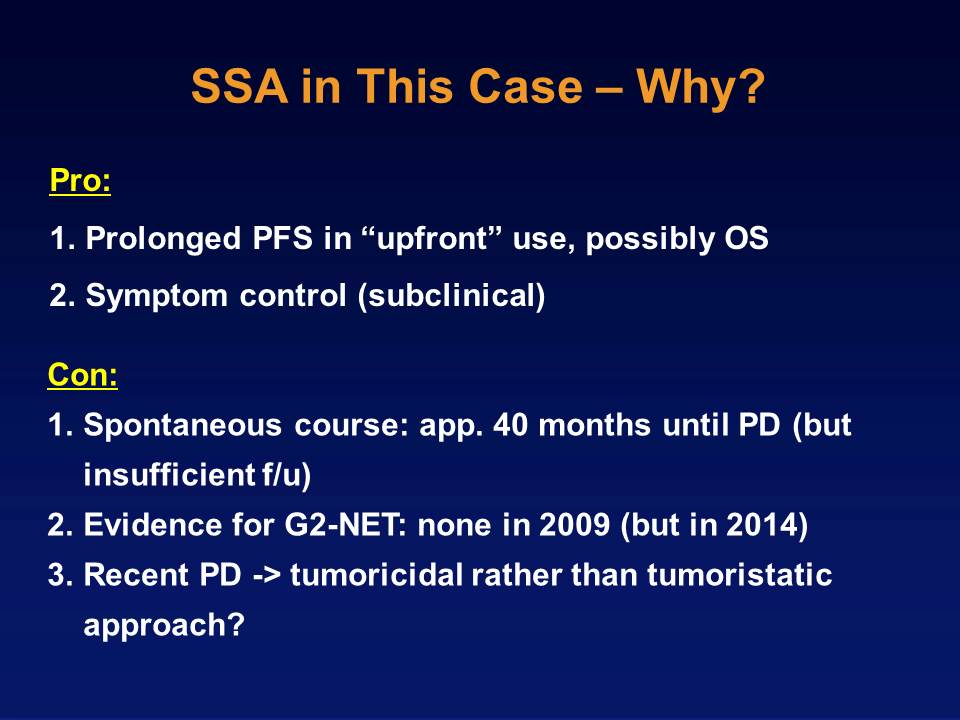 SSA in This Case – Why?
Pro:
1. Prolonged PFS in “upfront” use, possibly OS
2. Symptom control (subclinical)
Con:
1. Spontaneous course: app. 40 months until PD (but
insufficient f/u)
2. Evidence for G2-NET: none in 2009 (but in 2014)
3. Recent PD -> tumoricidal rather than tumoristatic
approach?